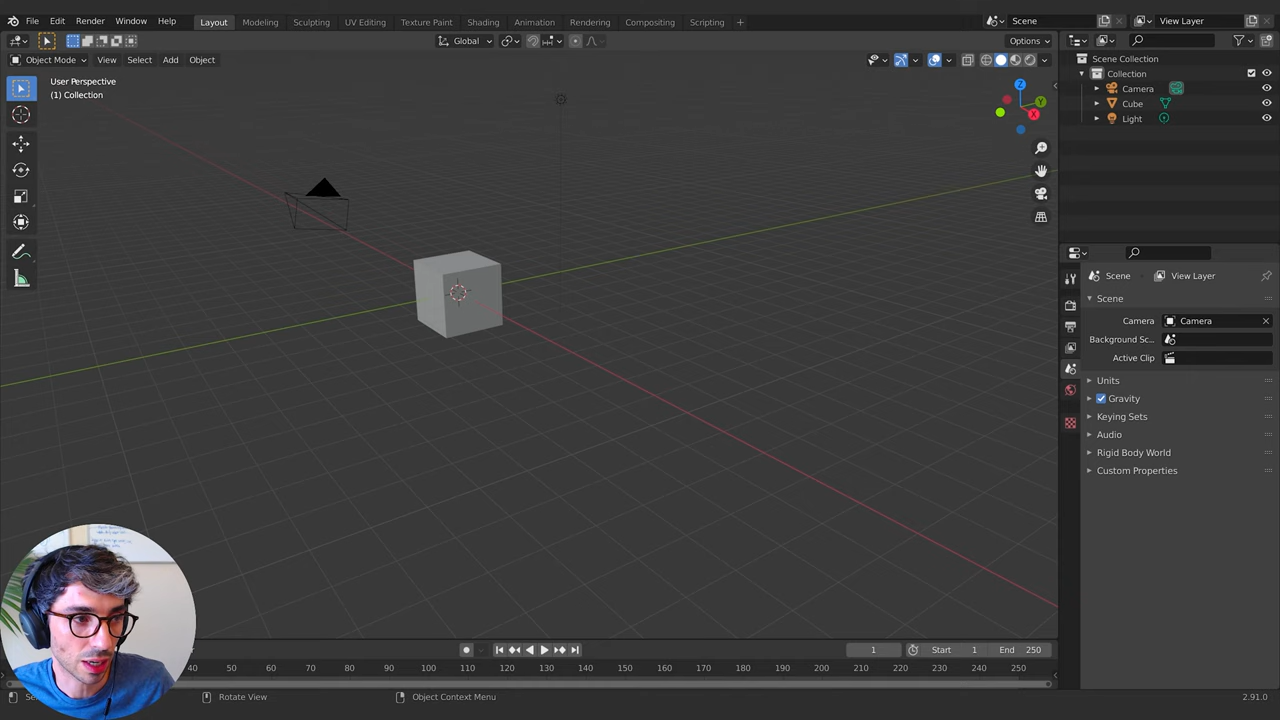 File Edit Render Window Help Layout Modeling Sculpting UV Editing Texture Paint Shading Animation Rendering Compositing Scripting + Scene View Layer
Global Options
Object Mode View Select Add Object
User Perspective
(1) Collection
Z
Y
X
Scene Collection
Collection
Camera
Cube
Light
Scene View Layer
Scene
Camera Camera
Background Sc...
Active Clip
Units
Gravity
Keying Sets
Audio
Rigid Body World
Custom Properties
1 Start 1 End 250
40 50 60 70 80 90 100 110 120 130 140 150 160 170 180 190 200 210 220 230 240 250
Rotate View Object Context Menu 2.91.0